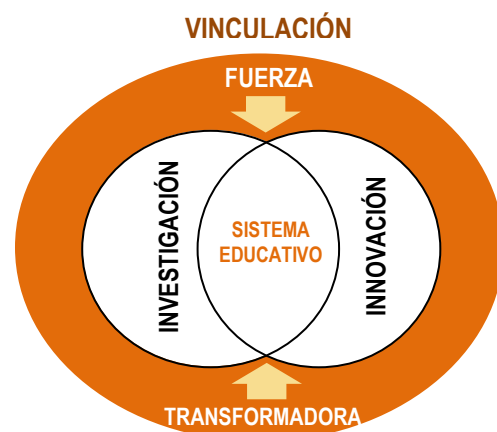 VINCULACIÓN
FUERZA
INVESTIGACIÓN
SISTEMA
EDUCATIVO
INNOVACIÓN
TRANSFORMADORA